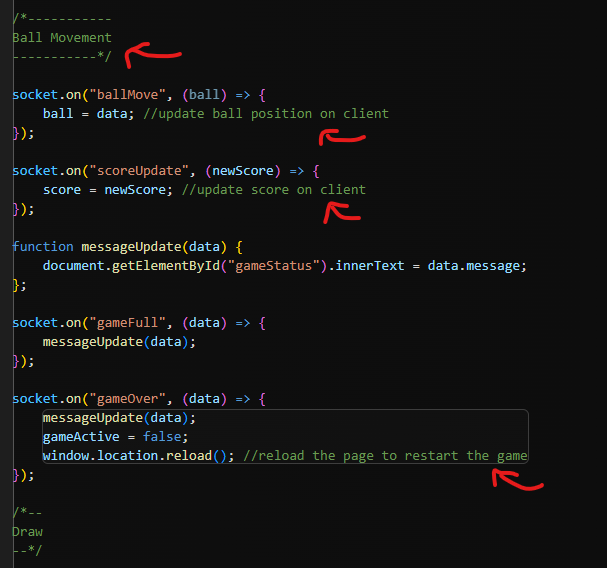 /*-----------
Ball Movement
-----------*/
socket.on("ballMove", (ball) => {
ball = data; //update ball position on client
});
socket.on("scoreUpdate", (newScore) => {
score = newScore; //update score on client
});
function messageUpdate(data) {
document.getElementById("gameStatus").innerText = data.message;
};
socket.on("gameFull", (data) => {
messageUpdate(data);
});
socket.on("gameOver", (data) => {
messageUpdate(data);
gameActive = false;
window.location.reload(); //reload the page to restart the game
});
/*--
Draw
--*/